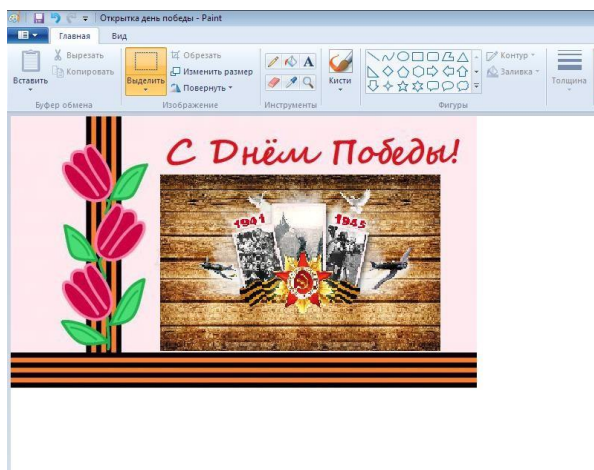 Открытка день победы - Paint
Главная Вид
Вставить
Вырезать
Копировать
Буфер обмена
Выделить
Обрезать
Изменить размер
Повернуть
Изображение
A
Инструменты
Кисти
Фигуры
Контур
Заливка
Толщина
С Днём Победы!
1941 1945